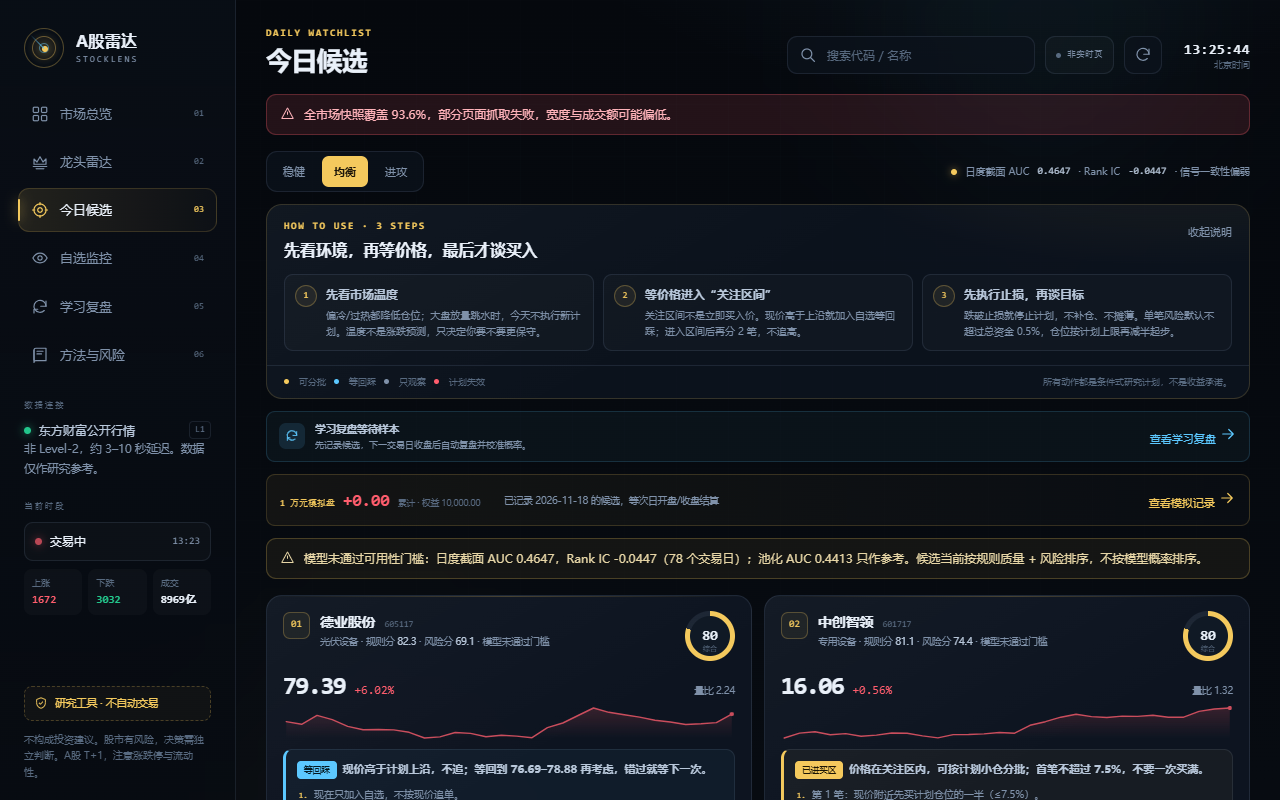 A股雷达
STOCKLENS
市场总览 01
龙头雷达 02
今日候选 03
自选监控 04
学习复盘 05
方法与风险 06
数据连接
东方财富公开行情 L1
非 Level-2，约 3–10 秒延迟。数据
仅作研究参考。
当前时段
交易中 13:23
上涨 下跌 成交
1672 3032 8969亿
研究工具 · 不自动交易
不构成投资建议。股市有风险，决策需独
立判断。A股 T+1，注意涨跌停与流动
性。
DAILY WATCHLIST
今日候选
搜索代码 / 名称
非实时页
13:25:44
北京时间
全市场快照覆盖 93.6%，部分页面抓取失败，宽度与成交额可能偏低。
稳健 均衡 进攻
日度截面 AUC 0.4647 · Rank IC -0.0447 · 信号一致性偏弱
HOW TO USE · 3 STEPS
先看环境，再等价格，最后才谈买入
收起说明
1 先看市场温度
偏冷/过热都降低仓位；大盘放量跳水时，今天不执行新计
划。温度不是涨跌预测，只决定你要不要更保守。
2 等价格进入“关注区间”
关注区间不是立即买入价。现价高于上沿就加入自选等回
踩；进入区间后再分 2 笔，不追高。
3 先执行止损，再谈目标
跌破止损就停止计划，不补仓、不摊薄。单笔风险默认不
超过总资金 0.5%，仓位按计划上限再减半起步。
可分批 等回踩 只观察 计划失效
所有动作都是条件式研究计划，不是收益承诺。
学习复盘等待样本
先记录候选，下一交易日收盘后自动复盘并校准概率。
查看学习复盘
1 万元模拟盘 +0.00 累计 · 权益 10,000.00 已记录 2026-11-18 的候选，等次日开盘/收盘结算
查看模拟记录
模型未通过可用性门槛：日度截面 AUC 0.4647，Rank IC -0.0447（78 个交易日）；池化 AUC 0.4413 只作参考。候选当前按规则质量 + 风险排序，不按模型概率排序。
01 德业股份 605117
光伏设备 · 规则分 82.3 · 风险分 69.1 · 模型未通过门槛
80
综合
79.39 +6.02%
量比 2.24
等回踩 现价高于计划上沿，不追；等回到 76.69–78.88 再考虑，错过就等下一次。
1. 现在只加入自选，不按现价追单。
02 中创智领 601717
专用设备 · 规则分 81.1 · 风险分 74.4 · 模型未通过门槛
80
综合
16.06 +0.56%
量比 1.32
已进买区 价格在关注区内，可按计划小仓分批；首笔不超过 7.5%，不要一次买满。
1. 第 1 笔：现价附近先买计划仓位的一半（≤7.5%）。